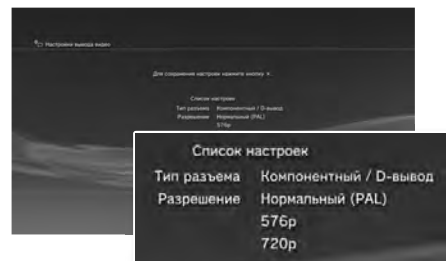 Настройки вывода видео
Для сохранения настроек нажмите кнопку ×.
Список настроек
Тип разъема Компонентный / D-вывод
Разрешение Нормальный (PAL)
576p
Список настроек
Тип разъема Компонентный / D-вывод
Разрешение Нормальный (PAL)
576p
720p